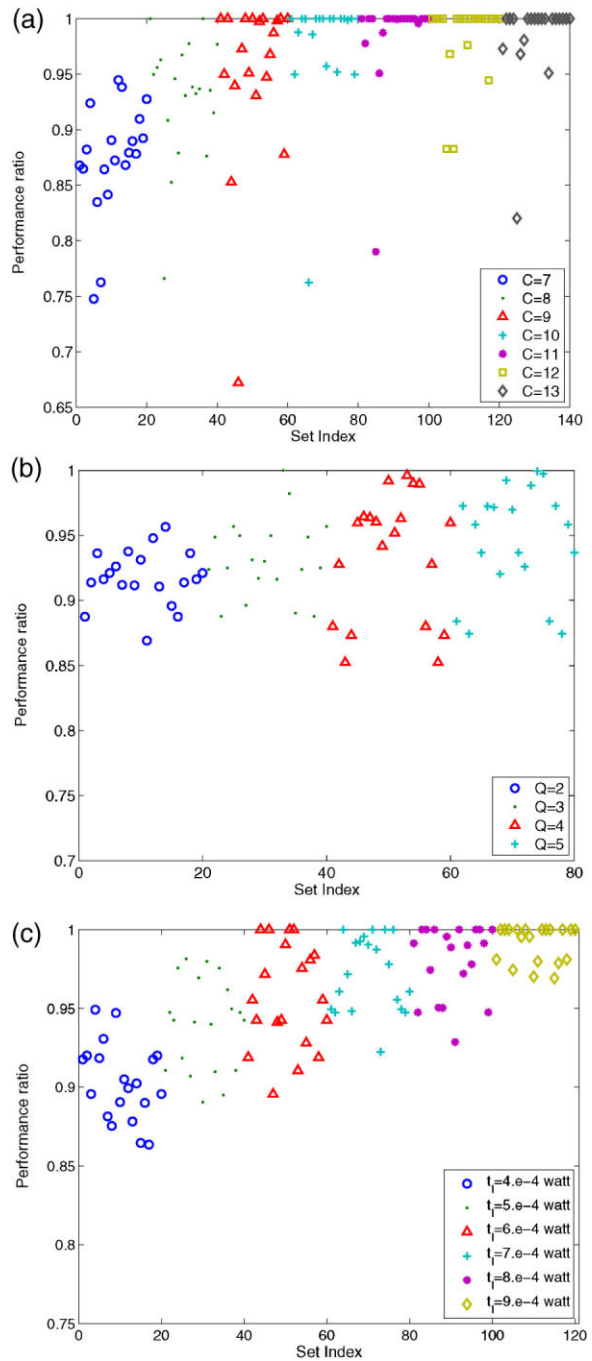 (a)
1
0.95
0.9
0.85
0.8
0.75
0.7
0.65
Performance ratio
0 20 40 60 80 100 120 140
Set Index
C=7
C=8
C=9
C=10
C=11
C=12
C=13
(b)
1
0.95
0.9
0.85
0.8
0.75
0.7
Performance ratio
0 20 40 60 80
Set Index
Q=2
Q=3
Q=4
Q=5
(c)
1
0.95
0.9
0.85
0.8
0.75
Performance ratio
0 20 40 60 80 100 120
Set Index
t_l=4.e-4 watt
t_l=5.e-4 watt
t_l=6.e-4 watt
t_l=7.e-4 watt
t_l=8.e-4 watt
t_l=9.e-4 watt